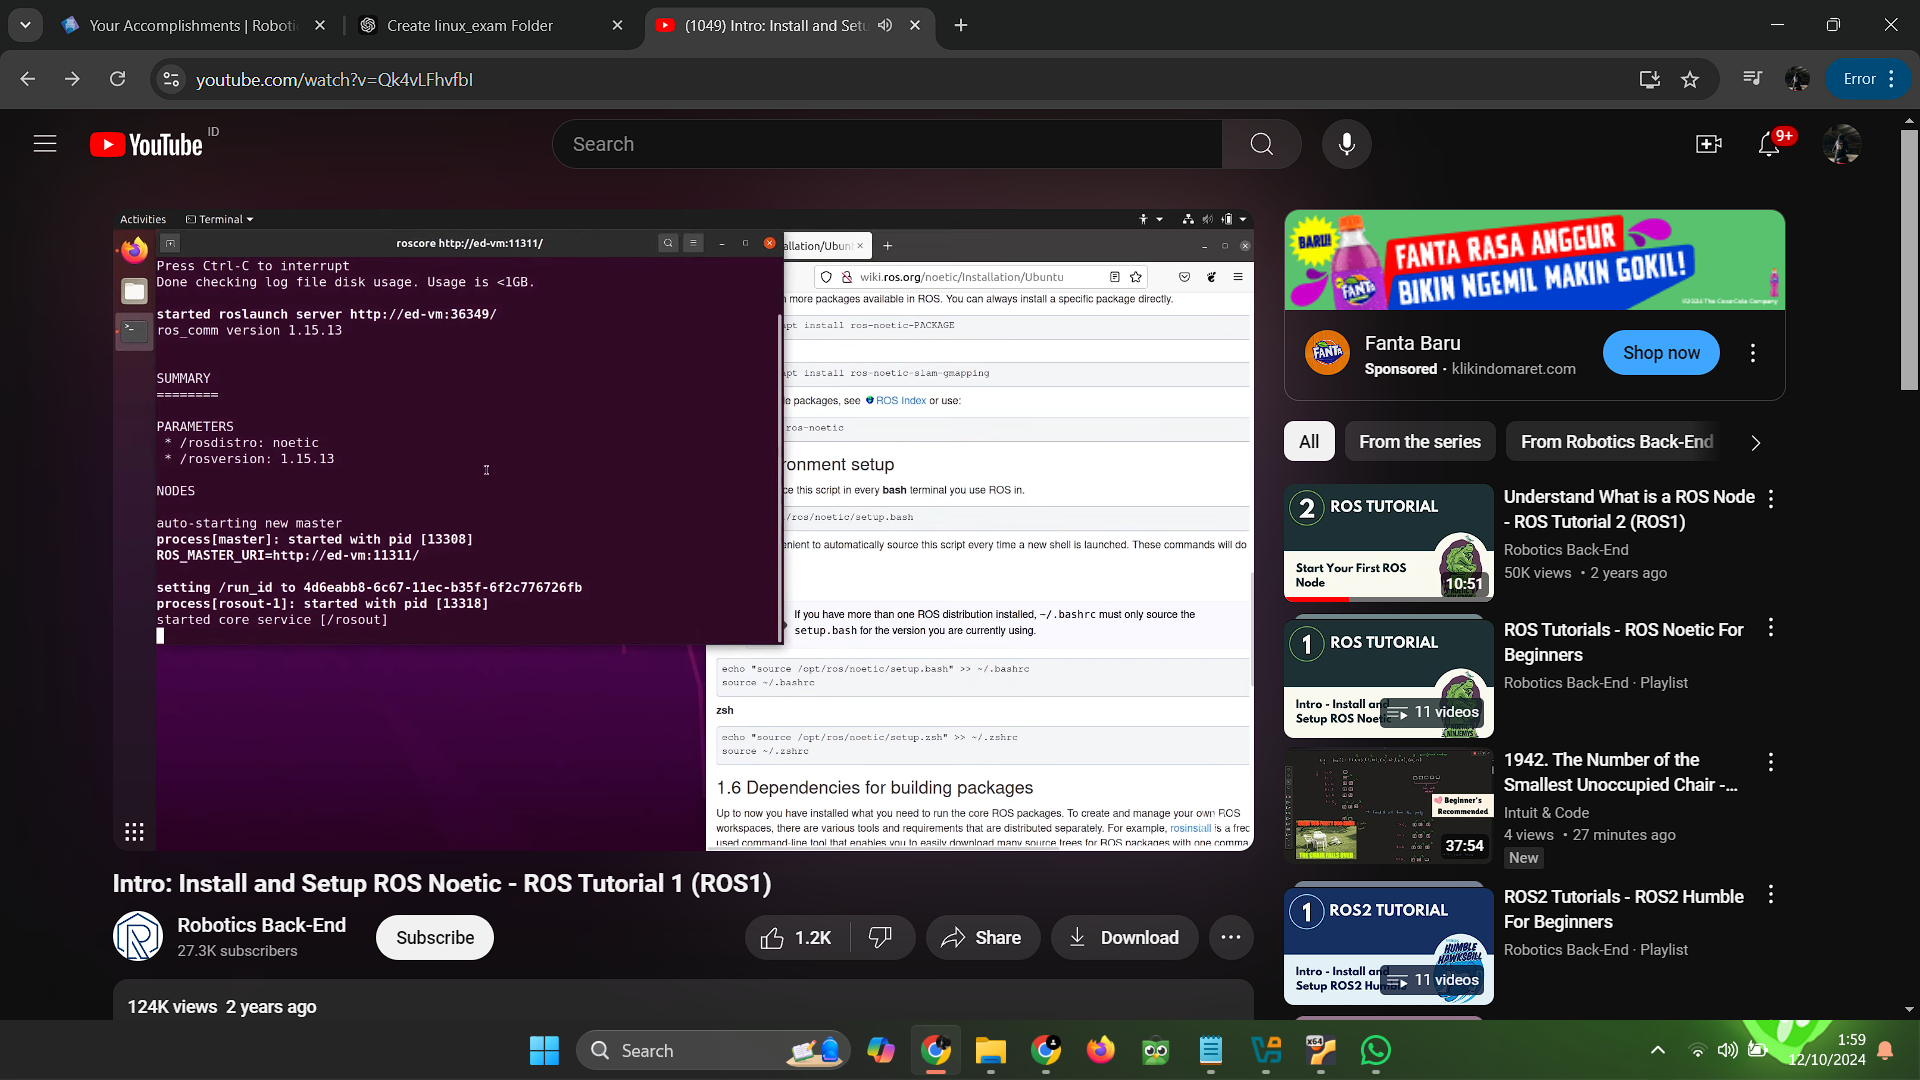 Your Accomplishments | Roboti
Create linux_exam Folder
(1049) Intro: Install and Setu
youtube.com/watch?v=Qk4vLFhvfbI
Error
YouTube ID
Search
9+
Activities
Terminal
roscore http://ed-vm:11311/
Press Ctrl-C to interrupt
Done checking log file disk usage. Usage is <1GB.
started roslaunch server http://ed-vm:36349/
ros_comm version 1.15.13
SUMMARY
========
PARAMETERS
* /rosdistro: noetic
* /rosversion: 1.15.13
NODES
auto-starting new master
process[master]: started with pid [13308]
ROS_MASTER_URI=http://ed-vm:11311/
setting /run_id to 4d6eabb8-6c67-11ec-b35f-6f2c776726fb
process[rosout-1]: started with pid [13318]
started core service [/rosout]
allation/Ubun
wiki.ros.org/noetic/Installation/Ubuntu
more packages available in ROS. You can always install a specific package directly.
pt install ros-noetic-PACKAGE
pt install ros-noetic-slam-gmapping
e packages, see ROS Index or use:
ros-noetic
ronment setup
ce this script in every bash terminal you use ROS in.
/ros/noetic/setup.bash
enient to automatically source this script every time a new shell is launched. These commands will do
If you have more than one ROS distribution installed, ~/.bashrc must only source the
setup.bash for the version you are currently using.
echo "source /opt/ros/noetic/setup.bash" >> ~/.bashrc
source ~/.bashrc
zsh
echo "source /opt/ros/noetic/setup.zsh" >> ~/.zshrc
source ~/.zshrc
1.6 Dependencies for building packages
Up to now you have installed what you need to run the core ROS packages. To create and manage your own ROS
workspaces, there are various tools and requirements that are distributed separately. For example, rosinstall is a freq
used command-line tool that enables you to easily download many source trees for ROS packages with one comma
Intro: Install and Setup ROS Noetic - ROS Tutorial 1 (ROS1)
Robotics Back-End
27.3K subscribers
Subscribe
1.2K
Share
Download
124K views 2 years ago
BARU!
FANTA RASA ANGGUR
BIKIN NGEMIL MAKIN GOKIL!
FANTA
©2024 The Coca-Cola Company
FANTA
Fanta Baru
Sponsored · klikindomaret.com
Shop now
All
From the series
From Robotics Back-End
2 ROS TUTORIAL
Start Your First ROS
Node
10:51
Understand What is a ROS Node
- ROS Tutorial 2 (ROS1)
Robotics Back-End
50K views • 2 years ago
1 ROS TUTORIAL
Intro - Install and
Setup ROS Noetic
11 videos
ROS Tutorials - ROS Noetic For
Beginners
Robotics Back-End · Playlist
Beginner's
Recommended
37:54
1942. The Number of the
Smallest Unoccupied Chair -...
Intuit & Code
4 views • 27 minutes ago
New
1 ROS2 TUTORIAL
HUMBLE
HAWKSBILL
Intro - Install and
Setup ROS2 Humble
11 videos
ROS2 Tutorials - ROS2 Humble
For Beginners
Robotics Back-End · Playlist
Search
x64
1:59
12/10/2024